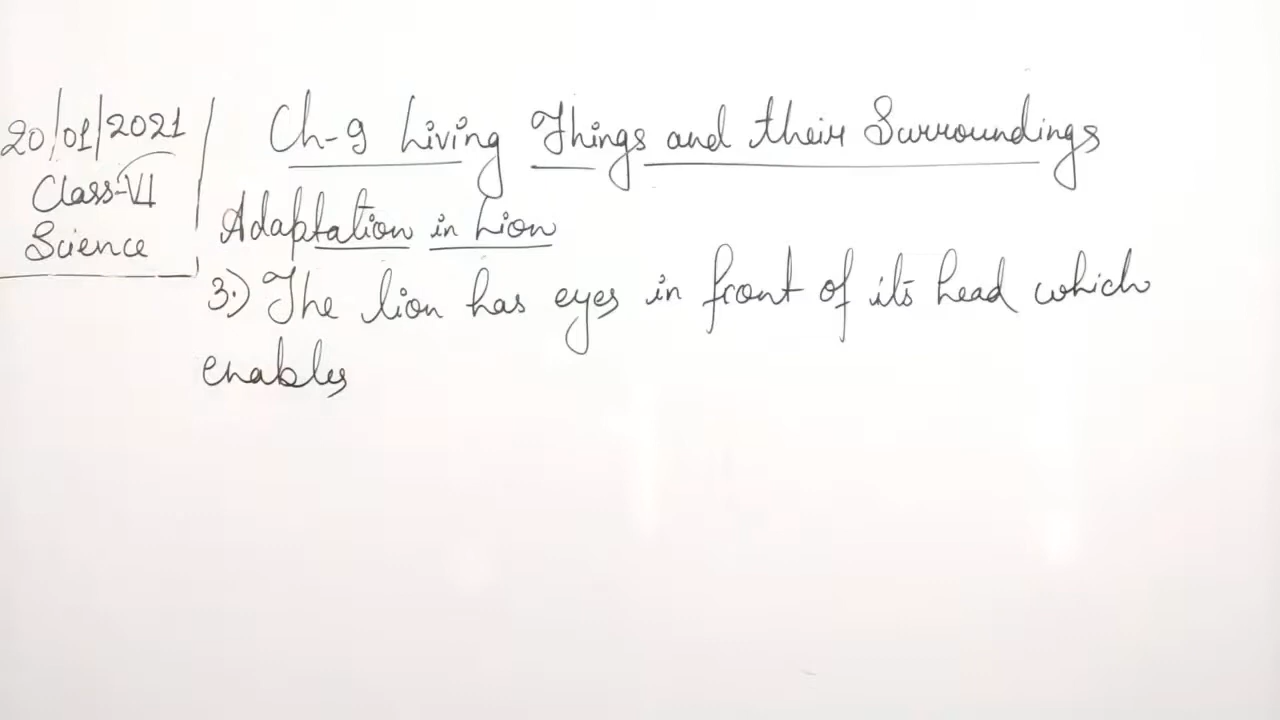 20/01/2021
Class-VI
Science
Ch-9 Living Things and their Surroundings
Adaptation in Lion
3.) The lion has eyes in front of its head which
enables